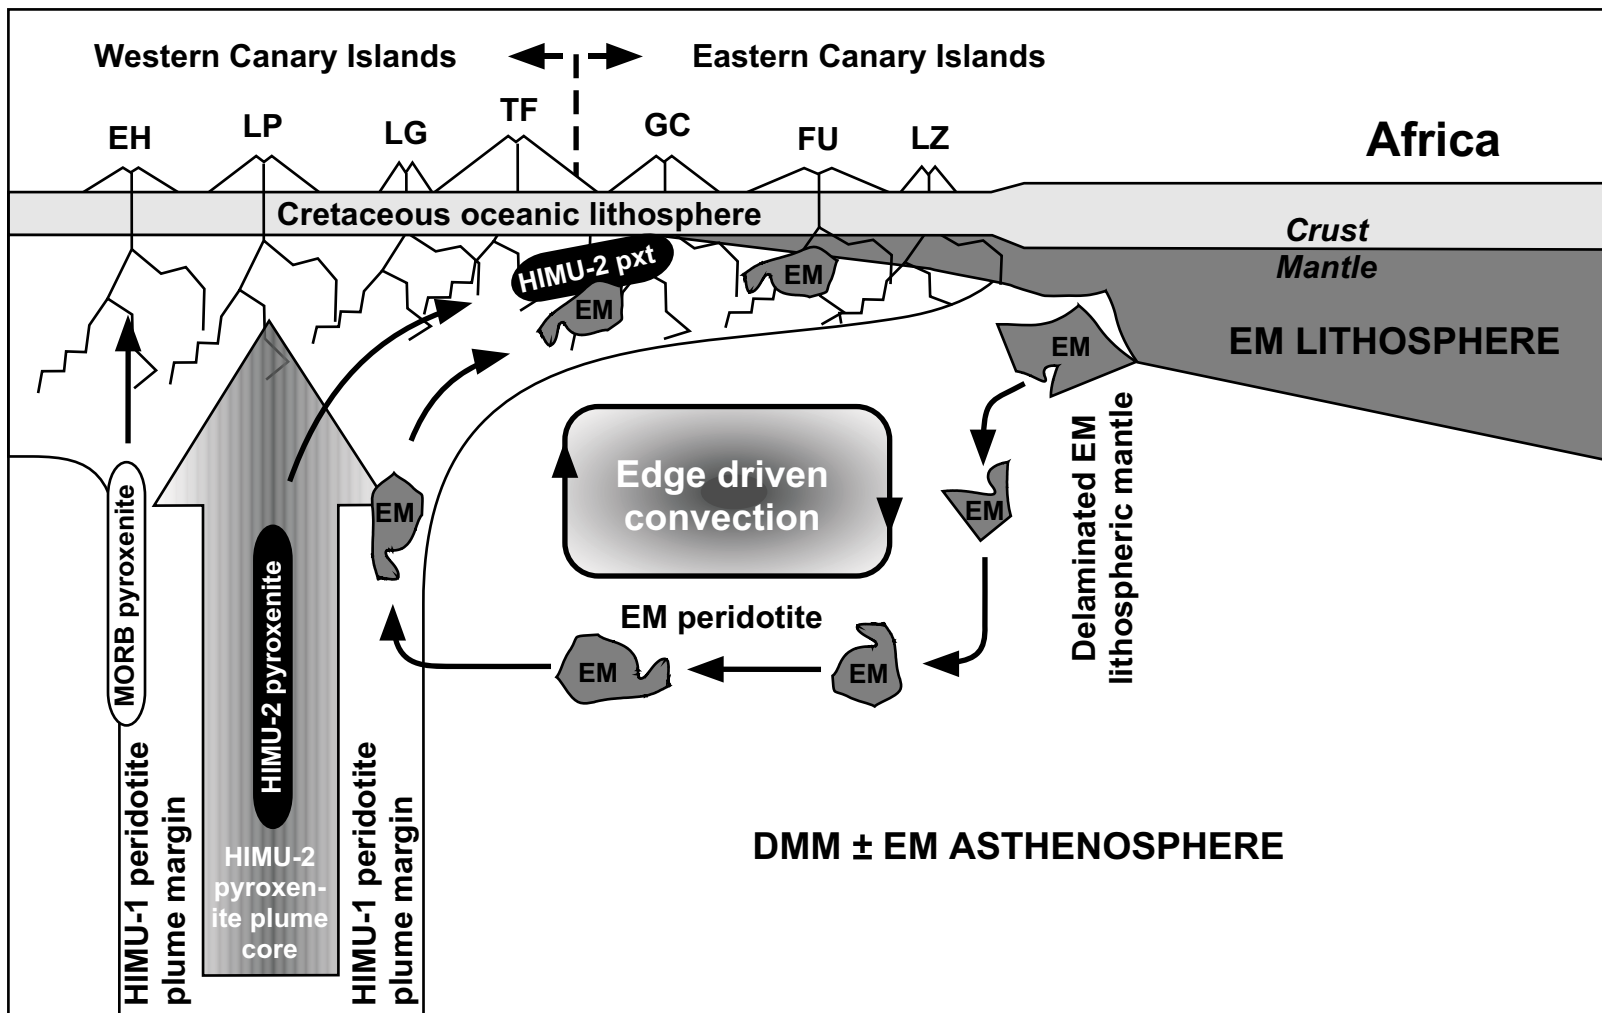 Western Canary Islands
Eastern Canary Islands
EH
LP
LG
TF
GC
FU
LZ
Africa
Cretaceous oceanic lithosphere
Crust
Mantle
HIMU-2 pxt
EM
EM
EM LITHOSPHERE
EM
Delaminated EM
lithospheric mantle
EM
Edge driven
convection
EM
EM peridotite
EM
EM
MORB pyroxenite
HIMU-2 pyroxenite
HIMU-1 peridotite
plume margin
HIMU-2
pyroxen-
ite plume
core
HIMU-1 peridotite
plume margin
DMM ± EM ASTHENOSPHERE